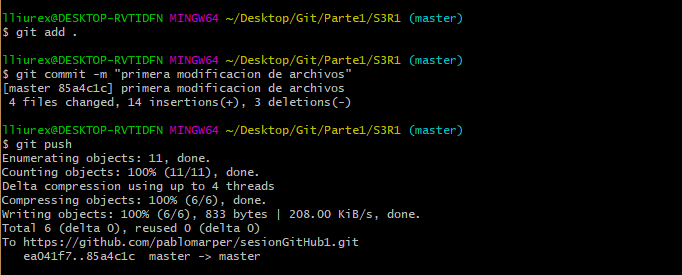 lliurex@DESKTOP-RVTIDFN MINGW64 ~/Desktop/Git/Parte1/S3R1 (master)
$ git add .
lliurex@DESKTOP-RVTIDFN MINGW64 ~/Desktop/Git/Parte1/S3R1 (master)
$ git commit -m "primera modificacion de archivos"
[master 85a4c1c] primera modificacion de archivos
 4 files changed, 14 insertions(+), 3 deletions(-)
lliurex@DESKTOP-RVTIDFN MINGW64 ~/Desktop/Git/Parte1/S3R1 (master)
$ git push
Enumerating objects: 11, done.
Counting objects: 100% (11/11), done.
Delta compression using up to 4 threads
Compressing objects: 100% (6/6), done.
Writing objects: 100% (6/6), 833 bytes | 208.00 KiB/s, done.
Total 6 (delta 0), reused 0 (delta 0)
To https://github.com/pablomarper/sesionGitHub1.git
   ea041f7..85a4c1c  master -> master